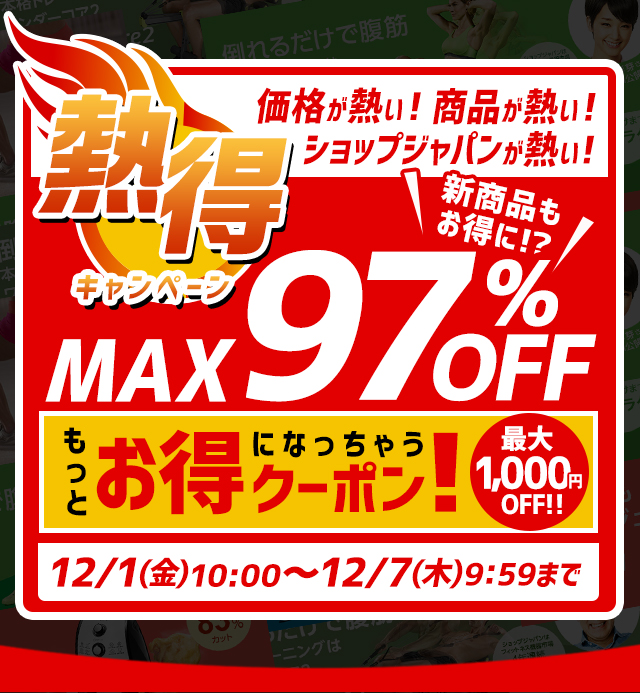 倒れるだけで腹筋
価格が熱い！商品が熱い！
ショップジャパンが熱い！
熱得
キャンペーン
新商品も
お得に!?
MAX97%OFF
もっとお得になっちゃうクーポン！
最大
1,000円
OFF!!
12/1(金)10:00～12/7(木)9:59まで
カット